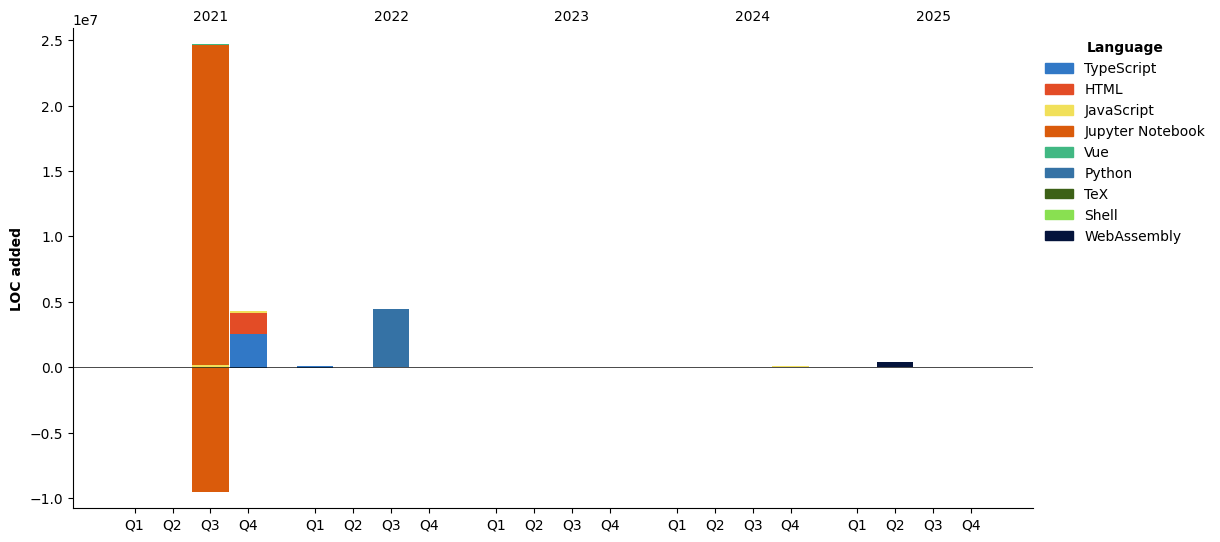 2021 2022 2023 2024 2025
1e7
2.5
2.0
1.5
1.0
0.5
0.0
−0.5
−1.0
LOC added
Q1 Q2 Q3 Q4 Q1 Q2 Q3 Q4 Q1 Q2 Q3 Q4 Q1 Q2 Q3 Q4 Q1 Q2 Q3 Q4
Language
TypeScript
HTML
JavaScript
Jupyter Notebook
Vue
Python
TeX
Shell
WebAssembly